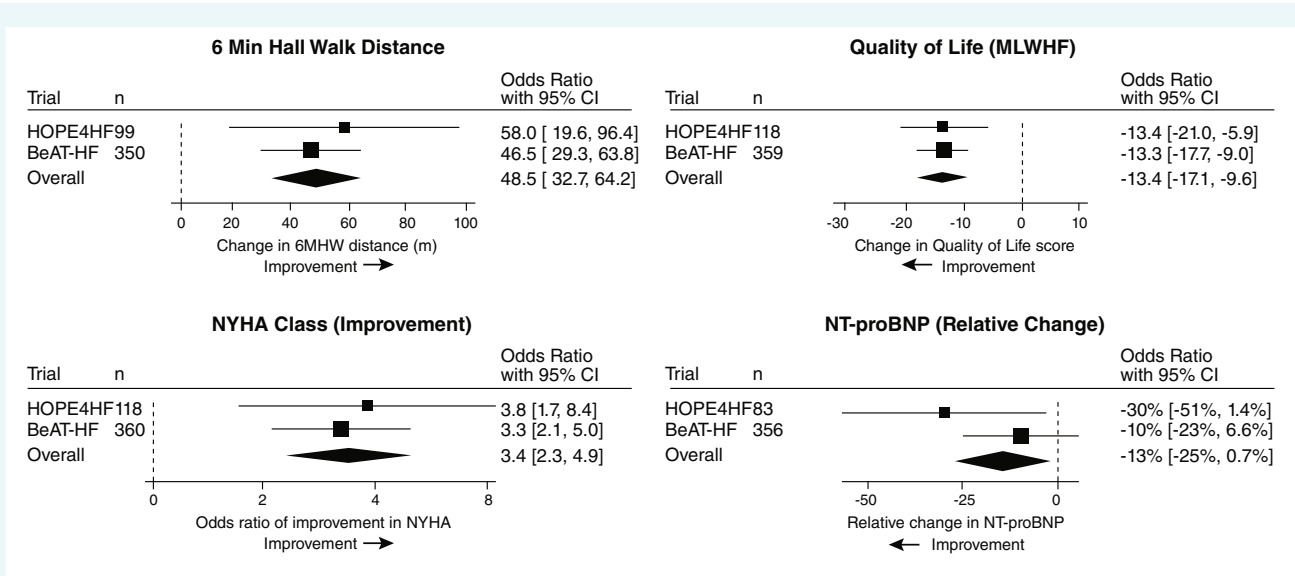 6 Min Hall Walk Distance
Odds Ratio
Trial n with 95% CI
HOPE4HF 99 58.0 [ 19.6, 96.4]
BeAT-HF 350 46.5 [ 29.3, 63.8]
Overall 48.5 [ 32.7, 64.2]
0 20 40 60 80 100
Change in 6MHW distance (m)
Improvement
Quality of Life (MLWHF)
Odds Ratio
Trial n with 95% CI
HOPE4HF 118 -13.4 [-21.0, -5.9]
BeAT-HF 359 -13.3 [-17.7, -9.0]
Overall -13.4 [-17.1, -9.6]
-30 -20 -10 0 10
Change in Quality of Life score
Improvement
NYHA Class (Improvement)
Odds Ratio
Trial n with 95% CI
HOPE4HF 118 3.8 [1.7, 8.4]
BeAT-HF 360 3.3 [2.1, 5.0]
Overall 3.4 [2.3, 4.9]
0 2 4 8
Odds ratio of improvement in NYHA
Improvement
NT-proBNP (Relative Change)
Odds Ratio
Trial n with 95% CI
HOPE4HF 83 -30% [-51%, 1.4%]
BeAT-HF 356 -10% [-23%, 6.6%]
Overall -13% [-25%, 0.7%]
-50 -25 0
Relative change in NT-proBNP
Improvement